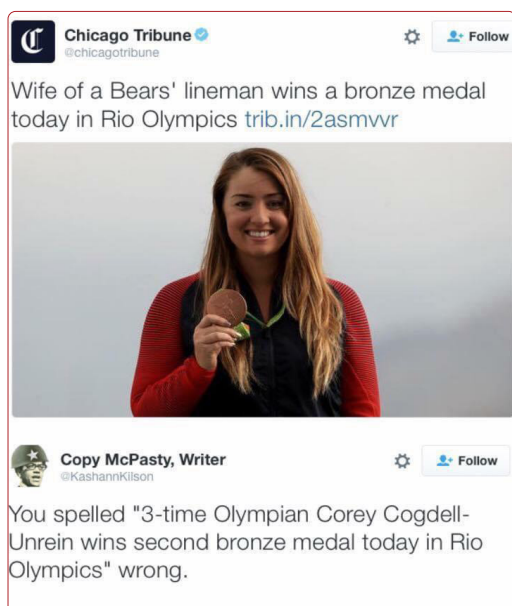 Chicago Tribune
@chicagotribune
Follow
Wife of a Bears' lineman wins a bronze medal
today in Rio Olympics trib.in/2asmvvr
Copy McPasty, Writer
@KashannKilson
Follow
You spelled "3-time Olympian Corey Cogdell-
Unrein wins second bronze medal today in Rio
Olympics" wrong.